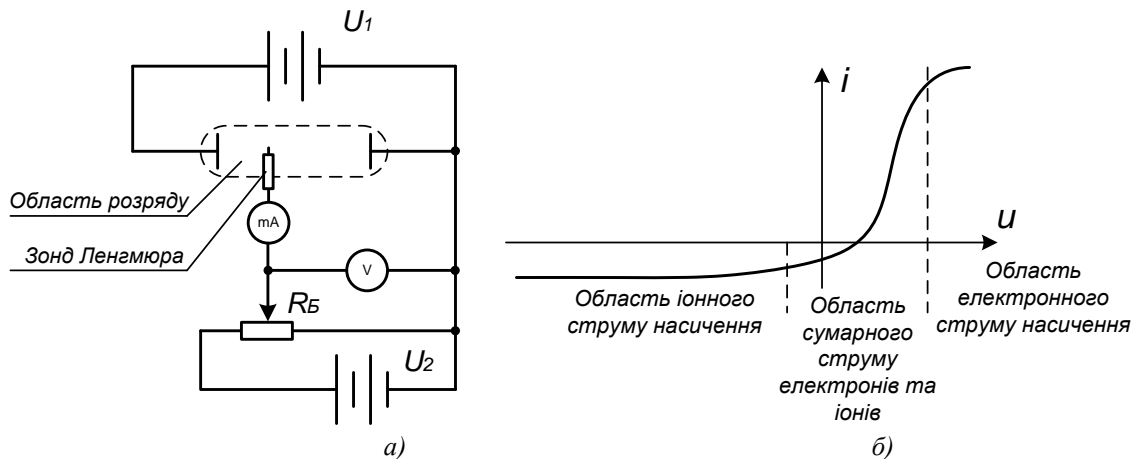 U1
Область розряду
mA
Зонд Ленгмюра
V
RБ
U2
а)
i
u
Область іонного
струму насичення
Область
сумарного
струму
електронів та
іонів
Область
електронного
струму насичення
б)